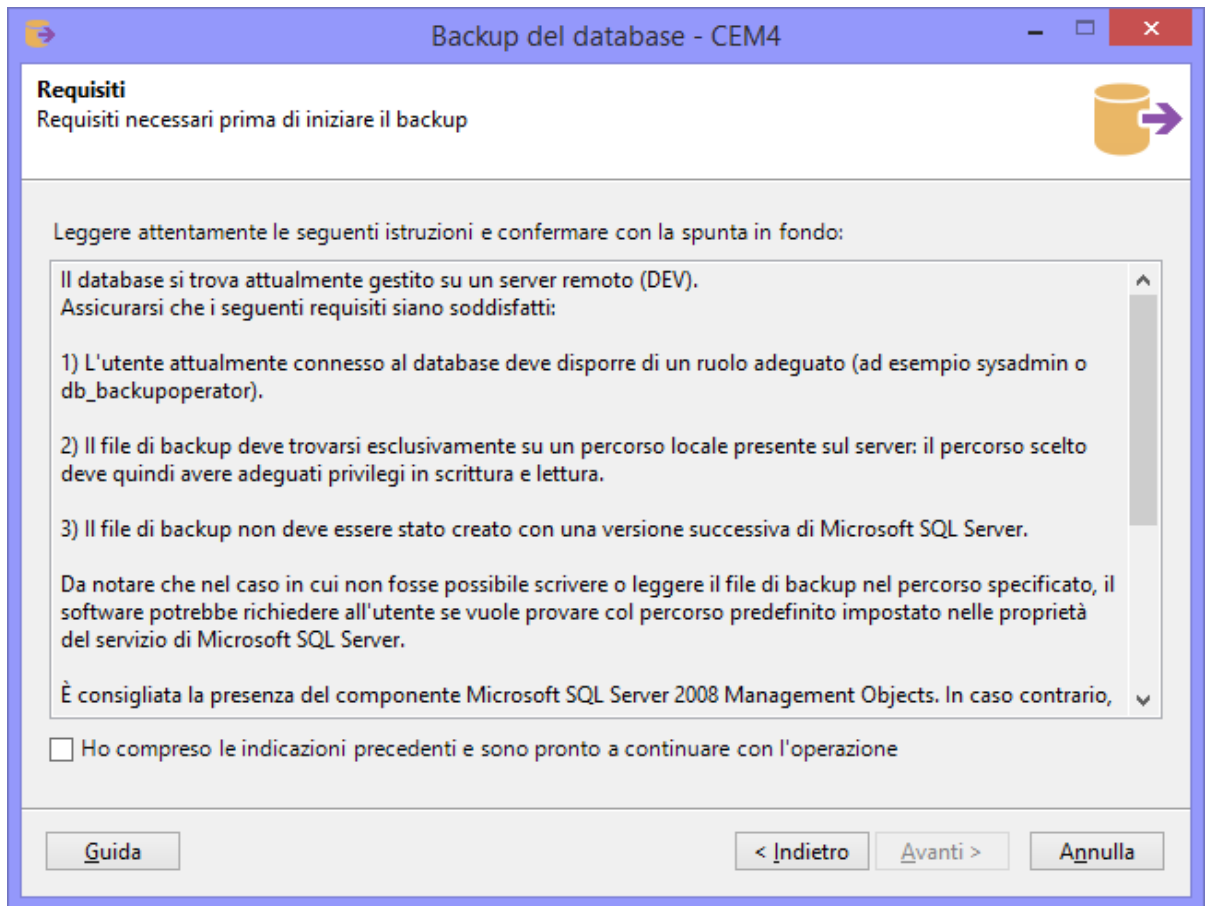 Backup del database - CEM4
Requisiti
Requisiti necessari prima di iniziare il backup
Leggere attentamente le seguenti istruzioni e confermare con la spunta in fondo:
Il database si trova attualmente gestito su un server remoto (DEV).
Assicurarsi che i seguenti requisiti siano soddisfatti:
1) L'utente attualmente connesso al database deve disporre di un ruolo adeguato (ad esempio sysadmin o
db_backupoperator).
2) Il file di backup deve trovarsi esclusivamente su un percorso locale presente sul server: il percorso scelto
deve quindi avere adeguati privilegi in scrittura e lettura.
3) Il file di backup non deve essere stato creato con una versione successiva di Microsoft SQL Server.
Da notare che nel caso in cui non fosse possibile scrivere o leggere il file di backup nel percorso specificato, il
software potrebbe richiedere all'utente se vuole provare col percorso predefinito impostato nelle proprietà
del servizio di Microsoft SQL Server.
È consigliata la presenza del componente Microsoft SQL Server 2008 Management Objects. In caso contrario,
Ho compreso le indicazioni precedenti e sono pronto a continuare con l'operazione
Guida
< Indietro
Avanti >
Annulla